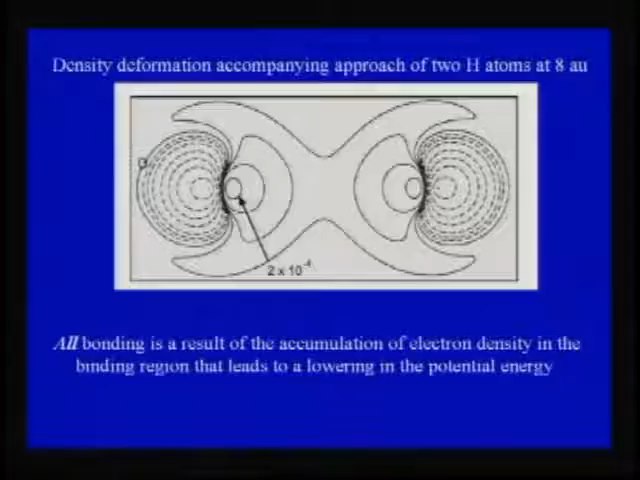 Density deformation accompanying approach of two H atoms at 8 au
2 x 10⁻⁴
All bonding is a result of the accumulation of electron density in the
binding region that leads to a lowering in the potential energy